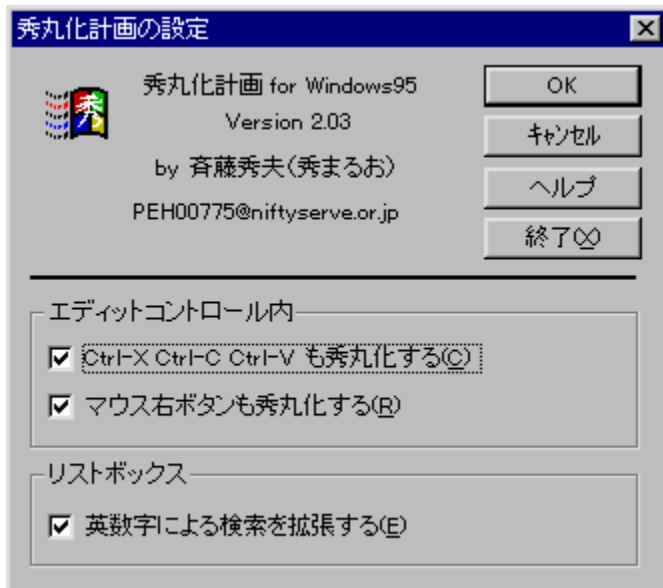 秀丸化計画の設定
秀丸化計画 for Windows95
Version 2.03
by 斉藤秀夫(秀まるお)
PEH00775@niftyserve.or.jp
OK
キャンセル
ヘルプ
終了(X)
エディットコントロール内
Ctrl-X Ctrl-C Ctrl-V も秀丸化する(C)
マウス右ボタンも秀丸化する(R)
リストボックス
英数字による検索を拡張する(E)